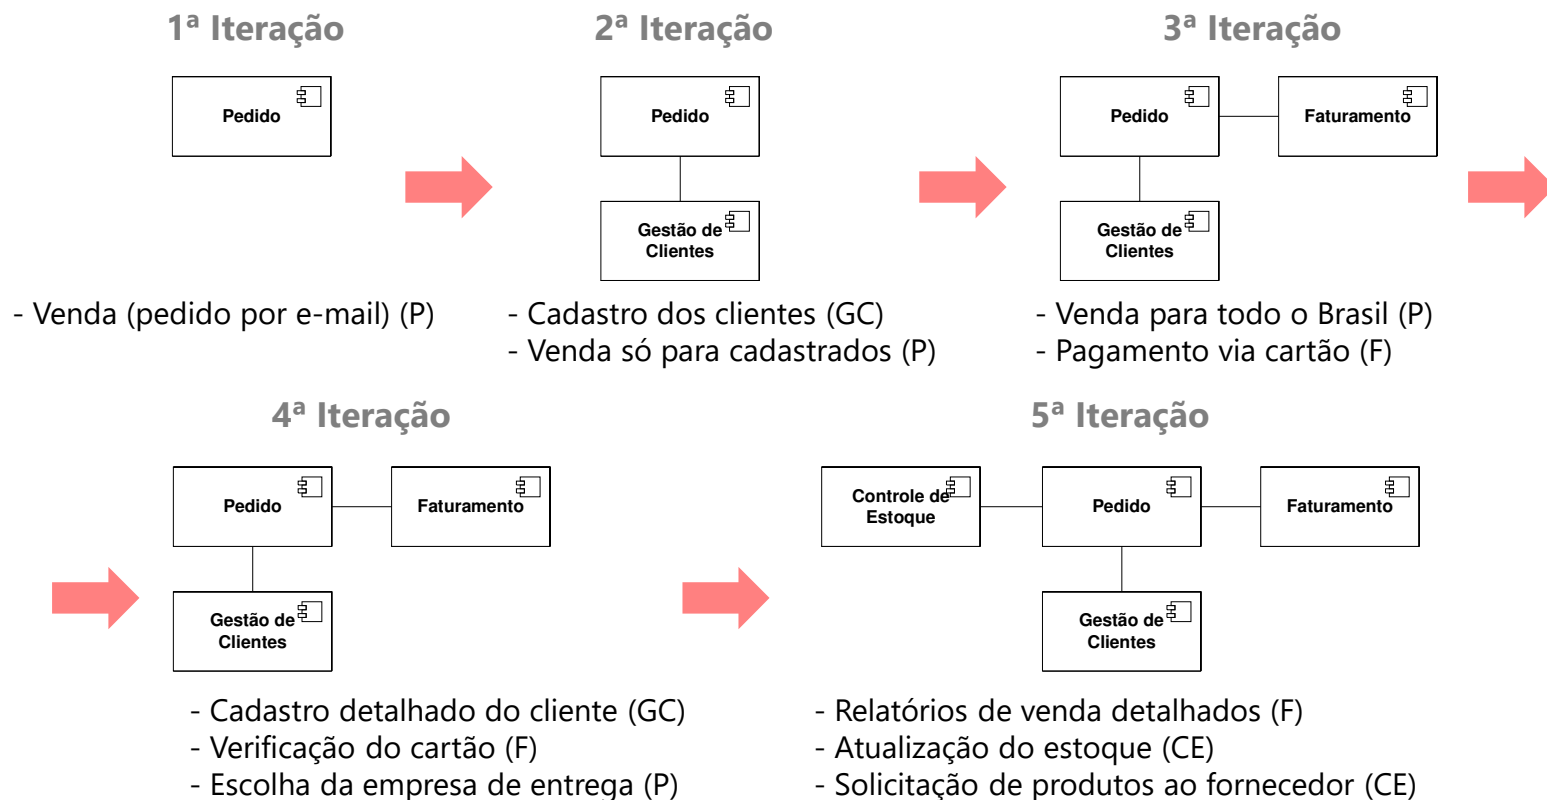 1ª Iteração
2ª Iteração
3ª Iteração
Pedido
Pedido
Pedido
Faturamento
Gestão de
Clientes
Gestão de
Clientes
- Venda (pedido por e-mail) (P)
- Cadastro dos clientes (GC)
- Venda só para cadastrados (P)
- Venda para todo o Brasil (P)
- Pagamento via cartão (F)
4ª Iteração
5ª Iteração
Pedido
Faturamento
Gestão de
Clientes
Controle de
Estoque
Pedido
Faturamento
Gestão de
Clientes
- Cadastro detalhado do cliente (GC)
- Verificação do cartão (F)
- Escolha da empresa de entrega (P)
- Relatórios de venda detalhados (F)
- Atualização do estoque (CE)
- Solicitação de produtos ao fornecedor (CE)